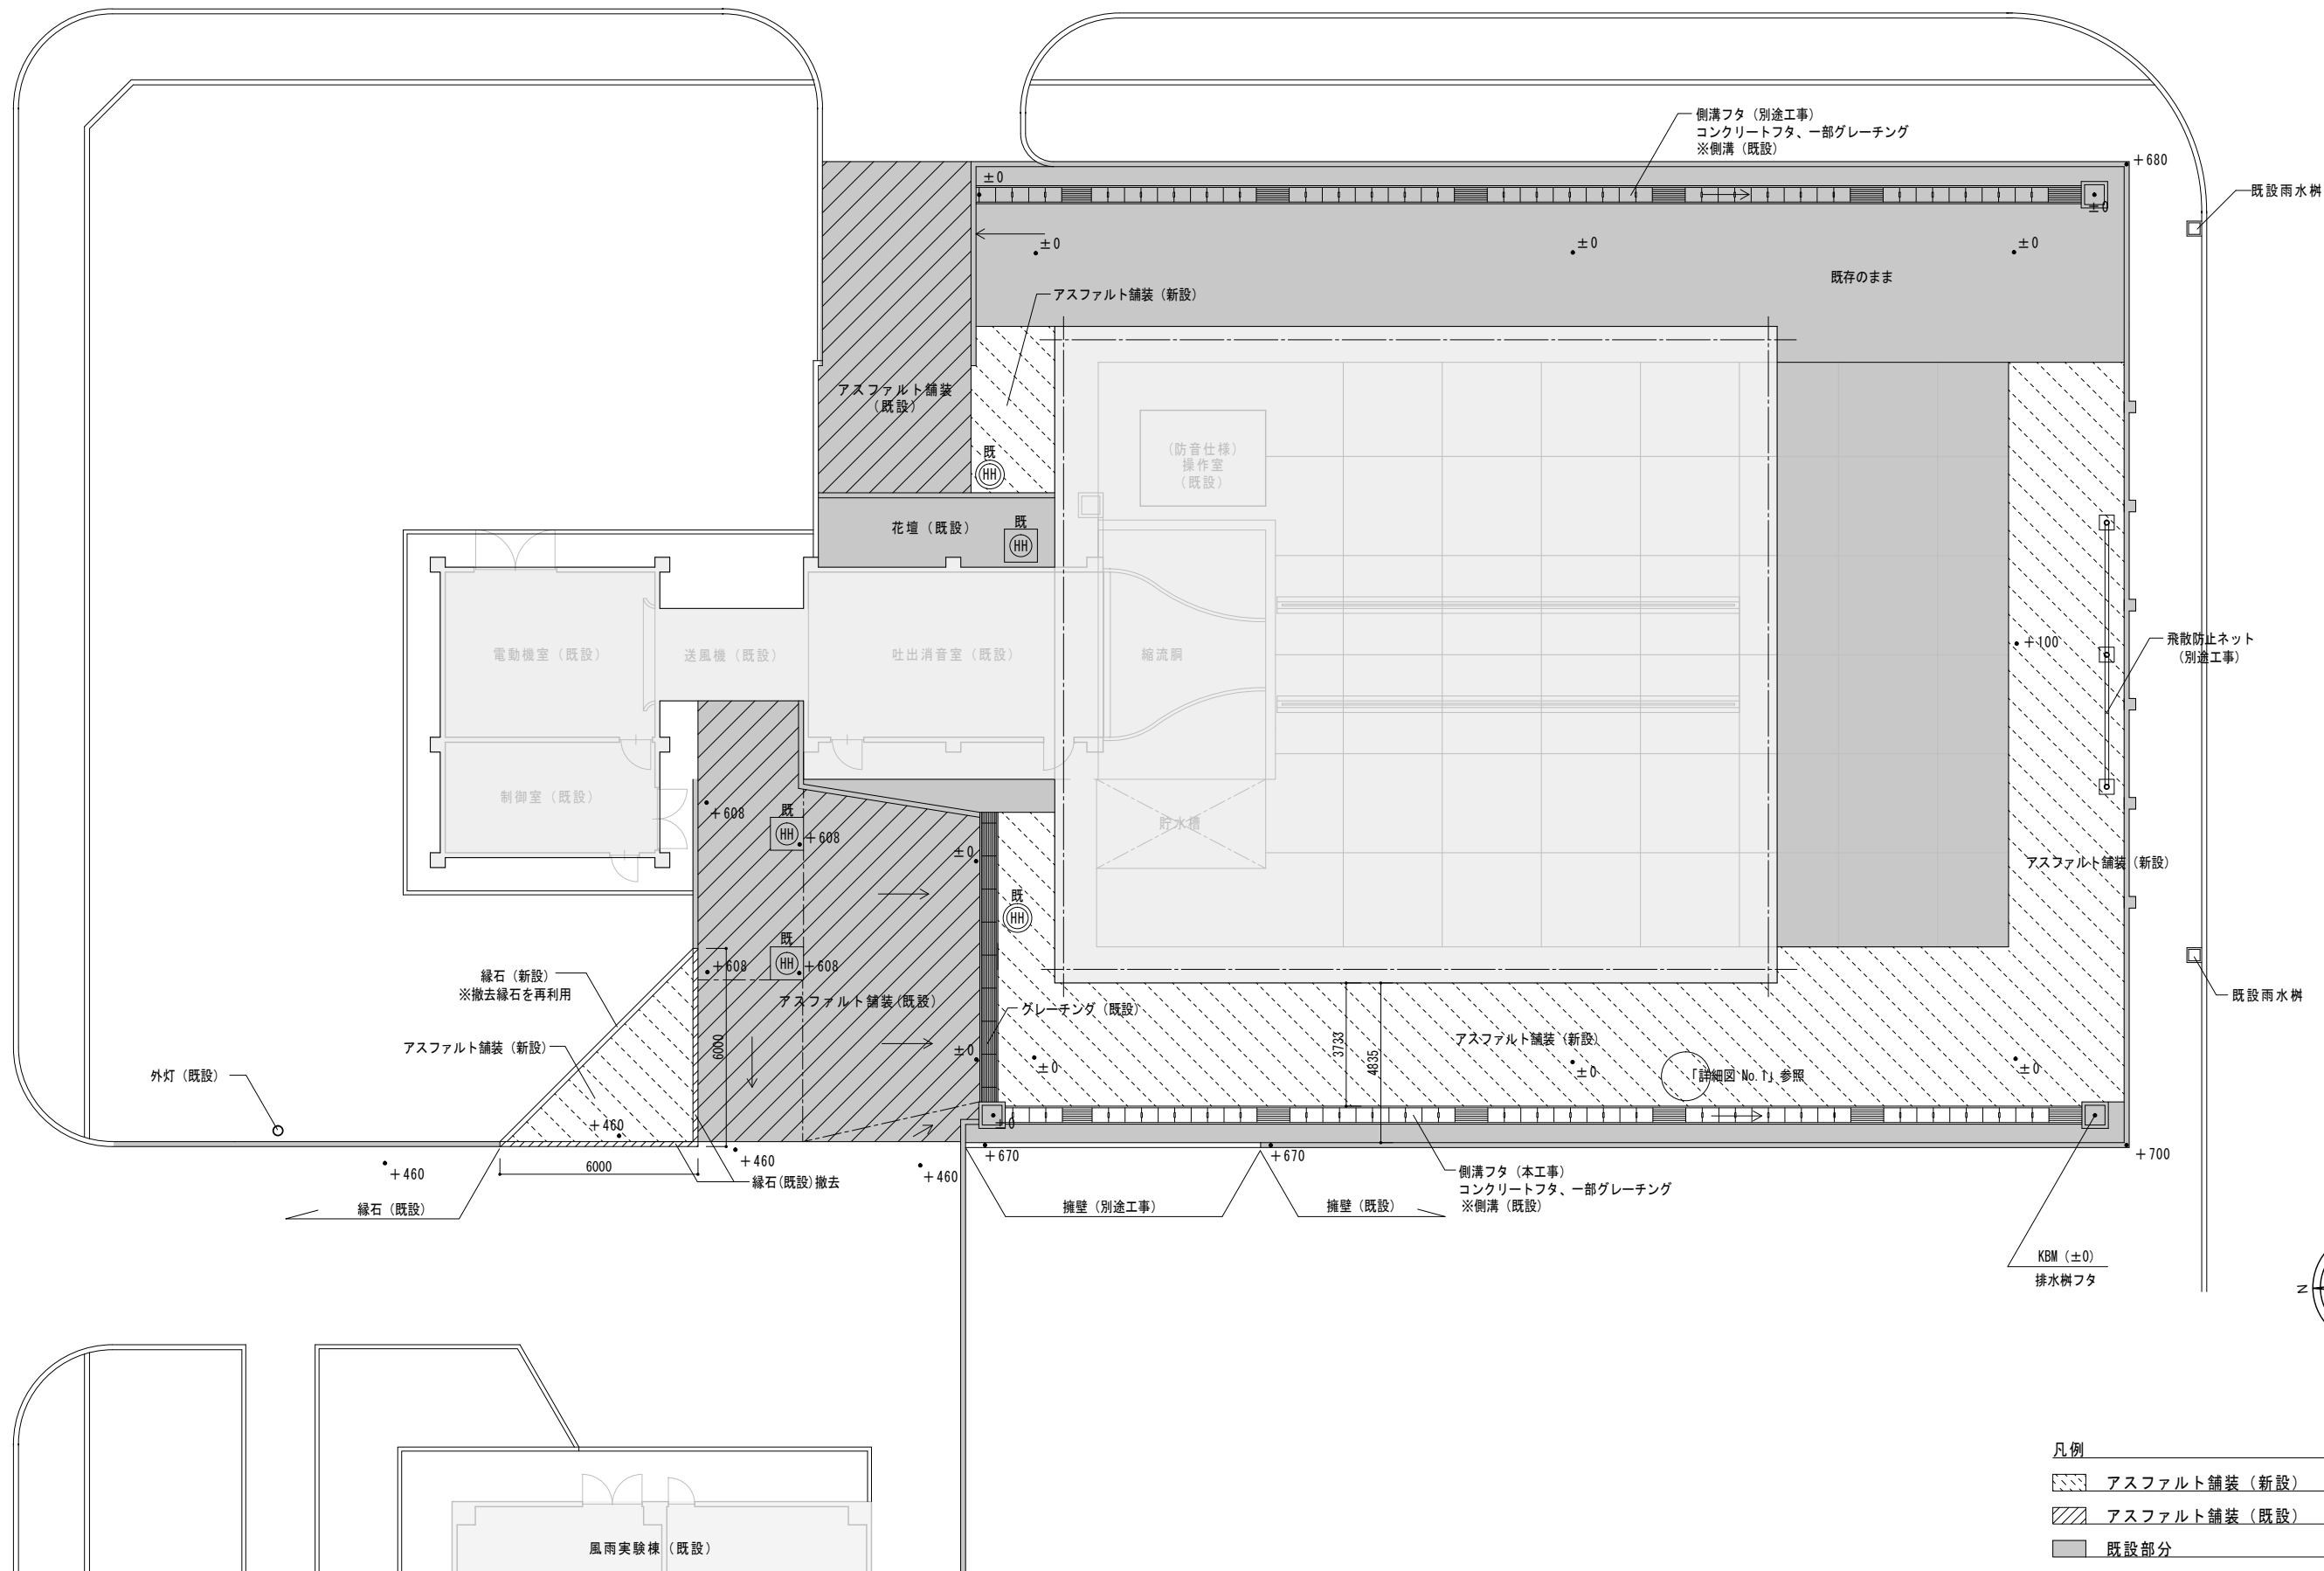 側溝フタ（別途工事）
コンクリートフタ、一部グレーチング
※側溝（既設）
＋680
±0
±0
既設雨水桝
±0
±0
±0
既存のまま
アスファルト舗装（新設）
アスファルト舗装
（既設）
既
HH
（防音仕様）
操作室
（既設）
花壇（既設）
既
HH
電動機室（既設）
送風機（既設）
吐出消音室（既設）
縮流胴
＋100
飛散防止ネット
（別途工事）
制御室（既設）
＋608
既
HH
＋608
貯水槽
±0
アスファルト舗装（新設）
既
HH
既
HH
＋608
＋608
縁石（新設）
※撤去縁石を再利用
アスファルト舗装(既設)
グレーチング（既設）
既設雨水桝
6000
3733
4835
アスファルト舗装（新設）
アスファルト舗装（新設）
±0
±0
±0
±0
「詳細図 No.1」参照
外灯（既設）
＋460
±0
＋460
6000
＋460
＋460
＋670
＋670
＋700
縁石(既設)撤去
側溝フタ（本工事）
コンクリートフタ、一部グレーチング
※側溝（既設）
縁石（既設）
擁壁（別途工事）
擁壁（既設）
KBM（±0）
排水桝フタ
N
凡例
アスファルト舗装（新設）
アスファルト舗装（既設）
既設部分
風雨実験棟（既設）